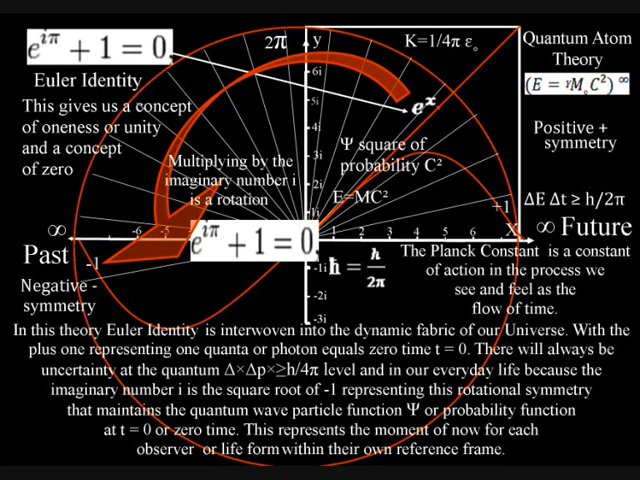 e^{iπ} + 1 = 0.
Euler Identity
This gives us a concept
of oneness or unity
and a concept
of zero
2π
y
K=1/4π ε₀
Quantum Atom
Theory
(E = ᵞM₀C²)^∞
Positive +
symmetry
6i
5i
4i
3i
2i
e^x
Ψ square of
probability C²
Multiplying by the
imaginary number i
is a rotation
E=MC²
+1
ΔE Δt ≥ h/2π
∞
-6
-5
1
2
3
4
5
6
X
∞ Future
Past
-1
e^{iπ} + 1 = 0.
Negative -
symmetry
-1i
-2i
-3i
ħ = h/2π
The Planck Constant is a constant
of action in the process we
see and feel as the
flow of time.
In this theory Euler Identity is interwoven into the dynamic fabric of our Universe. With the
plus one representing one quanta or photon equals zero time t = 0. There will always be
uncertainty at the quantum Δ×Δp×≥h/4π level and in our everyday life because the
imaginary number i is the square root of -1 representing this rotational symmetry
that maintains the quantum wave particle function Ψ or probability function
at t = 0 or zero time. This represents the moment of now for each
observer or life form within their own reference frame.